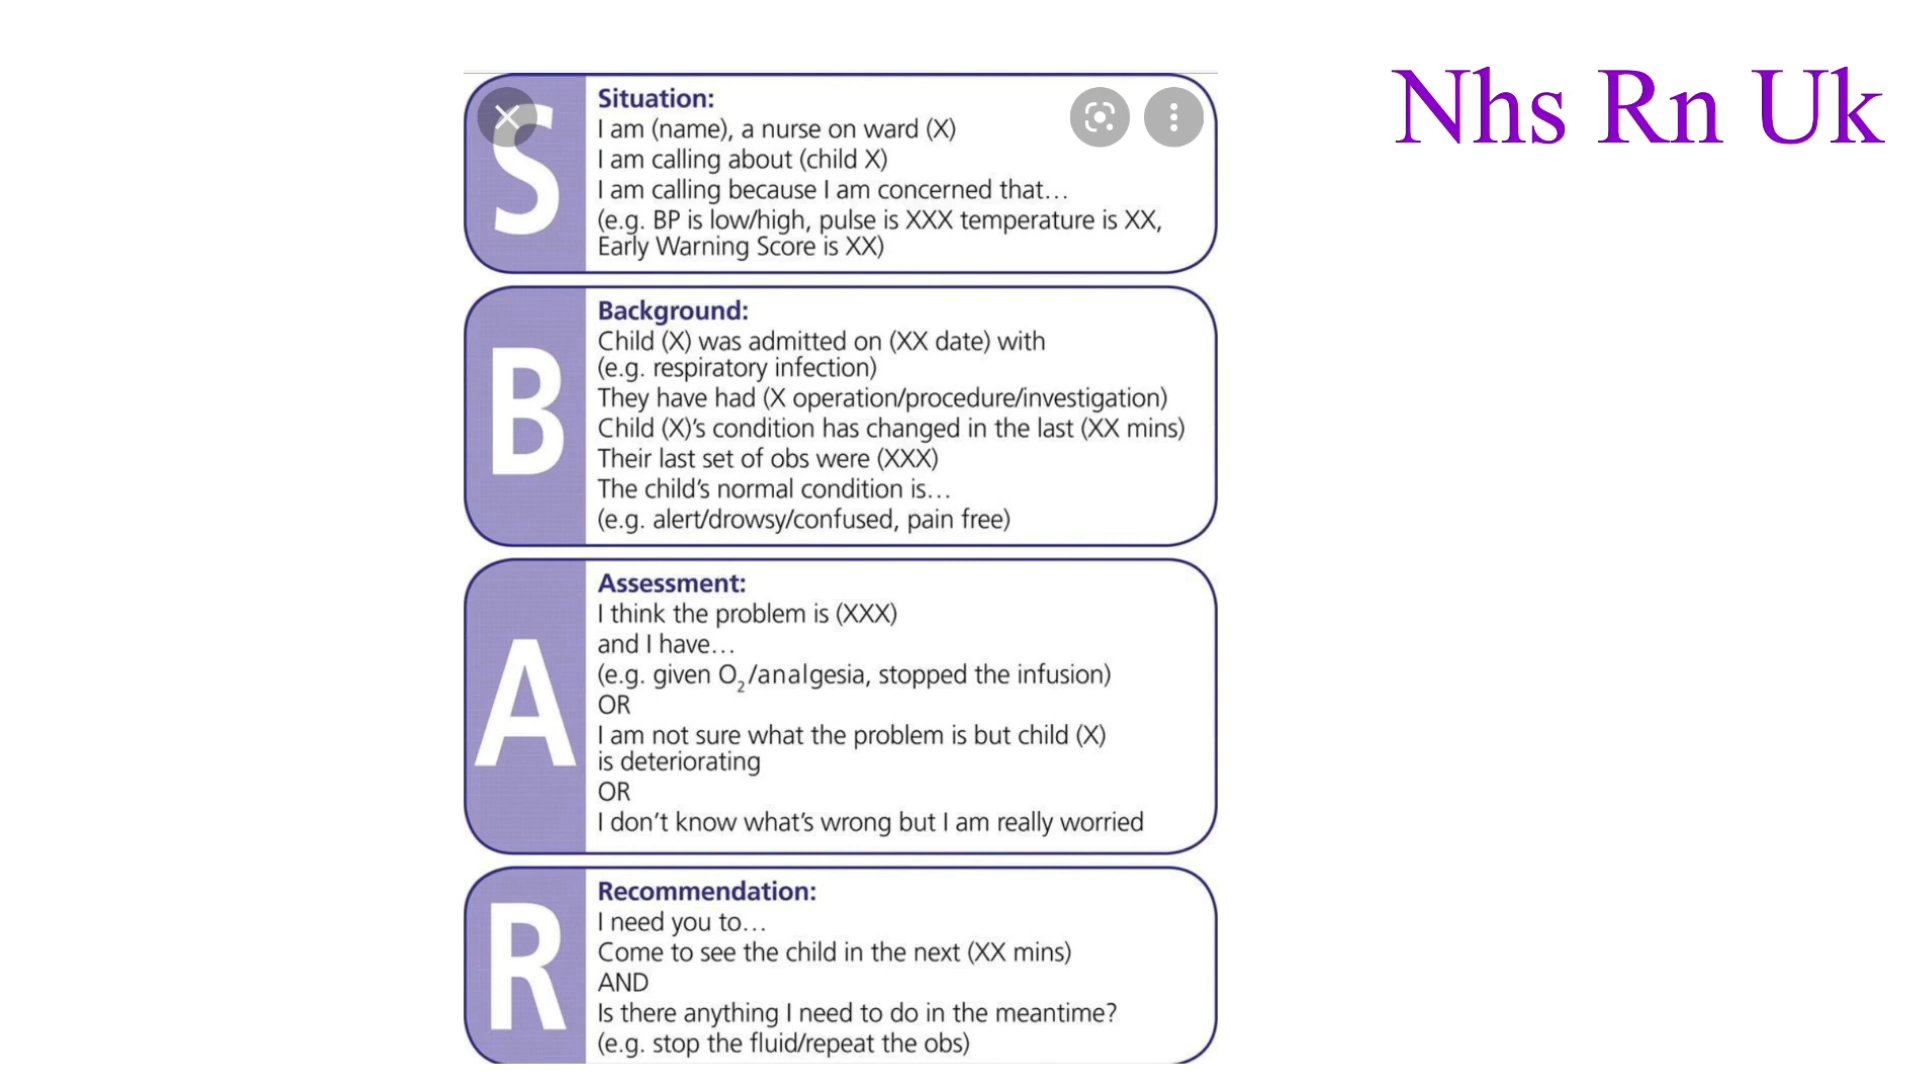 Nhs Rn Uk
S
Situation:
I am (name), a nurse on ward (X)
I am calling about (child X)
I am calling because I am concerned that…
(e.g. BP is low/high, pulse is XXX temperature is XX,
Early Warning Score is XX)
B
Background:
Child (X) was admitted on (XX date) with
(e.g. respiratory infection)
They have had (X operation/procedure/investigation)
Child (X)’s condition has changed in the last (XX mins)
Their last set of obs were (XXX)
The child’s normal condition is…
(e.g. alert/drowsy/confused, pain free)
A
Assessment:
I think the problem is (XXX)
and I have…
(e.g. given O₂/analgesia, stopped the infusion)
OR
I am not sure what the problem is but child (X)
is deteriorating
OR
I don’t know what’s wrong but I am really worried
R
Recommendation:
I need you to…
Come to see the child in the next (XX mins)
AND
Is there anything I need to do in the meantime?
(e.g. stop the fluid/repeat the obs)